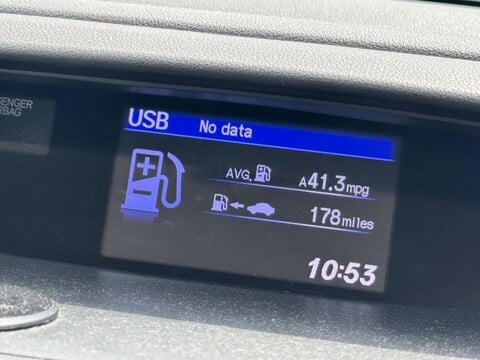 USB No data
SENGER
RBAG
AVG. A41.3mpg
178miles
10:53